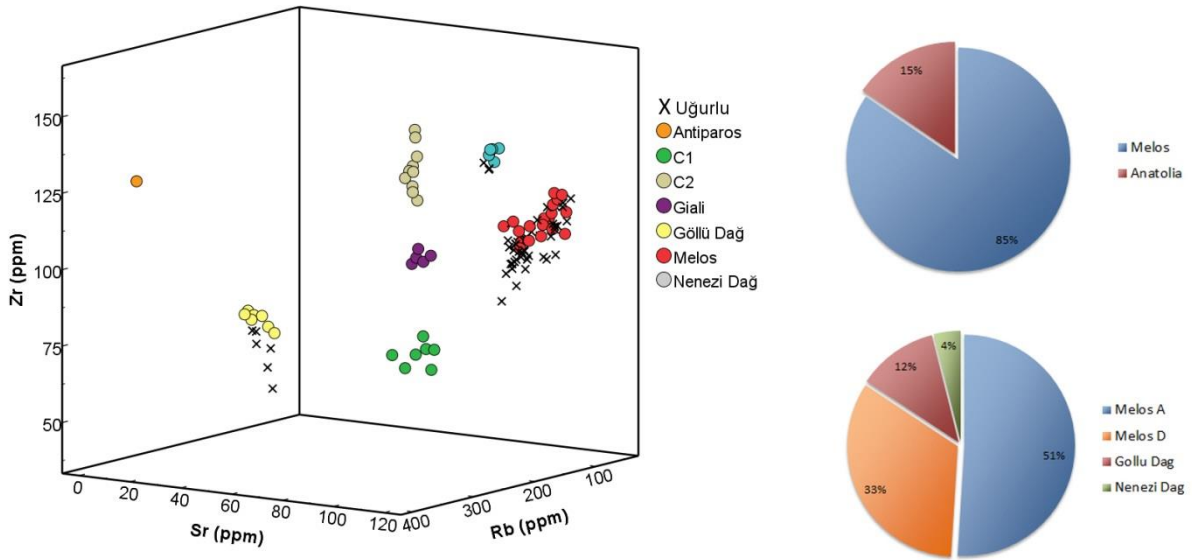 150
125
100
75
50
Zr (ppm)
0
20
40
60
80
100
120
Sr (ppm)
400
300
200
100
Rb (ppm)
X Uğurlu
Antiparos
C1
C2
Giali
Göllü Dağ
Melos
Nenezi Dağ
15%
85%
Melos
Anatolia
4%
12%
33%
51%
Melos A
Melos D
Gollu Dag
Nenezi Dag